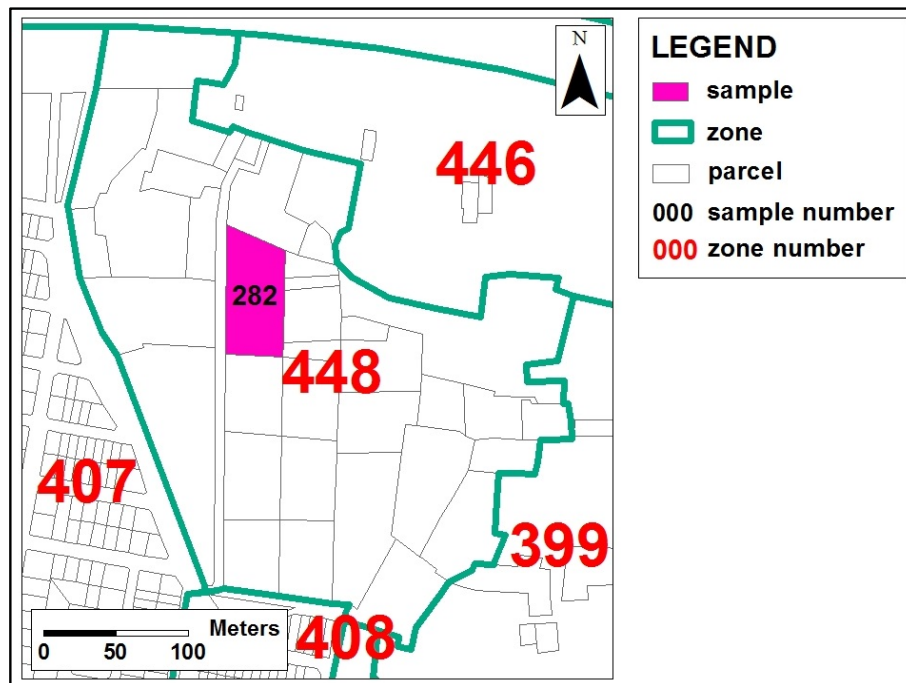 N
446
282
448
407
399
408
Meters
0 50 100
LEGEND
sample
zone
parcel
000 sample number
000 zone number